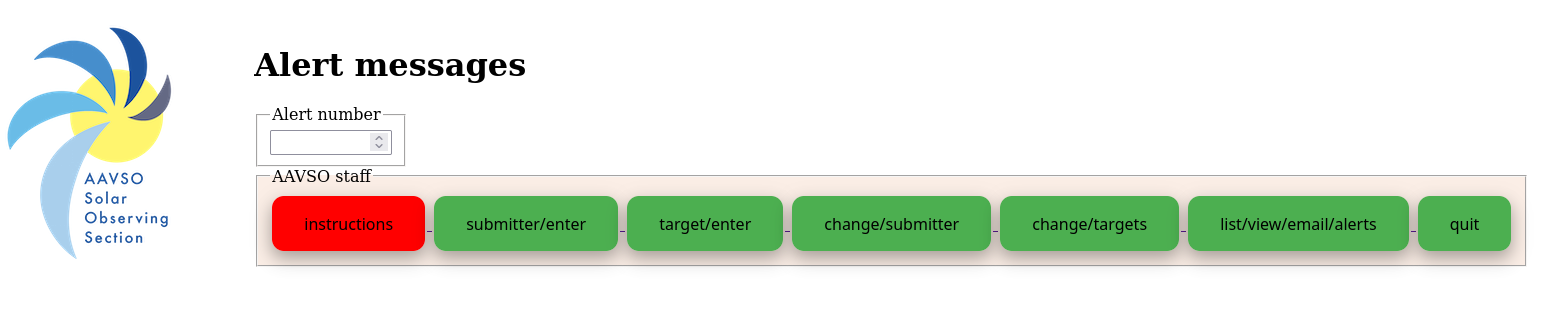 Alert messages
Alert number
AAVSO staff
instructions submitter/enter target/enter change/submitter change/targets list/view/email/alerts quit
AAVSO
Solar
Observing
Section